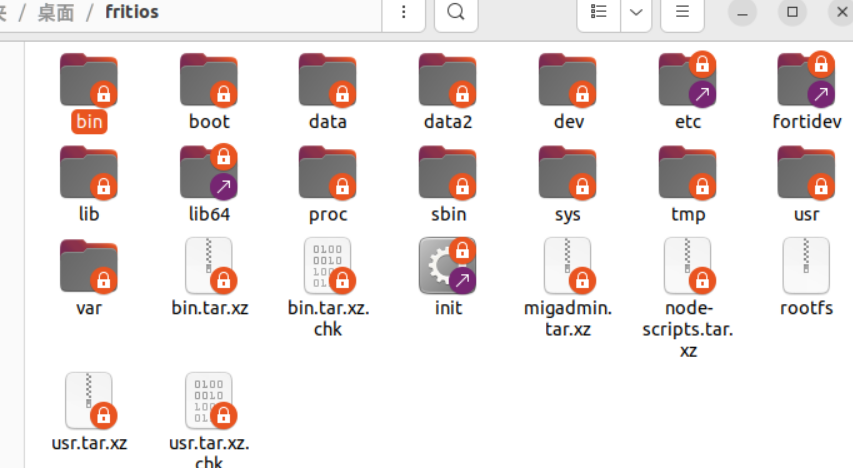 / 桌面 / fritios
bin
boot
data
data2
dev
etc
fortidev
lib
lib64
proc
sbin
sys
tmp
usr
var
bin.tar.xz
bin.tar.xz.
chk
init
migadmin.
tar.xz
node-
scripts.tar.
xz
rootfs
usr.tar.xz
usr.tar.xz.
chk